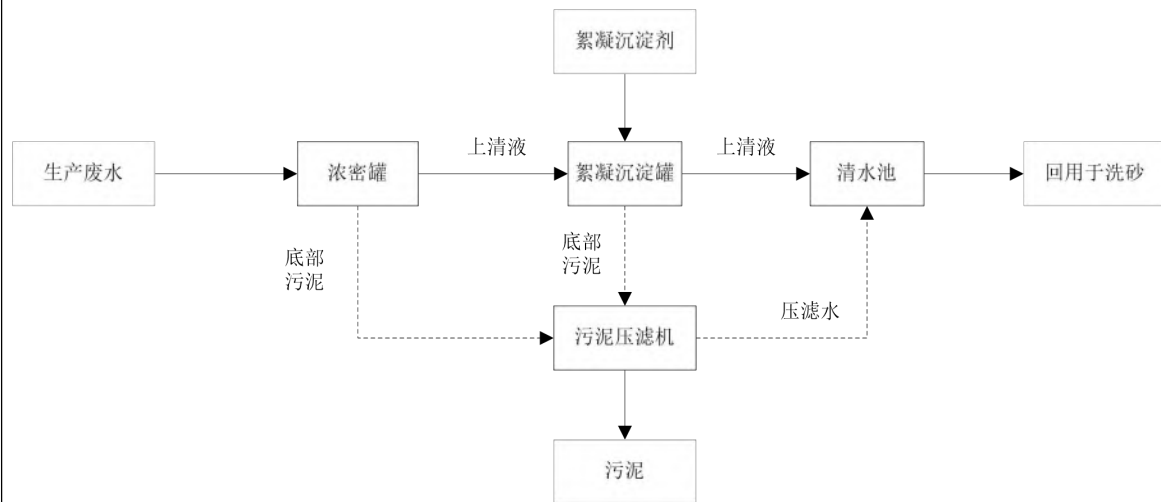 絮凝沉淀剂
上清液
上清液
生产废水
浓密罐
絮凝沉淀罐
清水池
回用于洗砂
底部
污泥
底部
污泥
压滤水
污泥压滤机
污泥